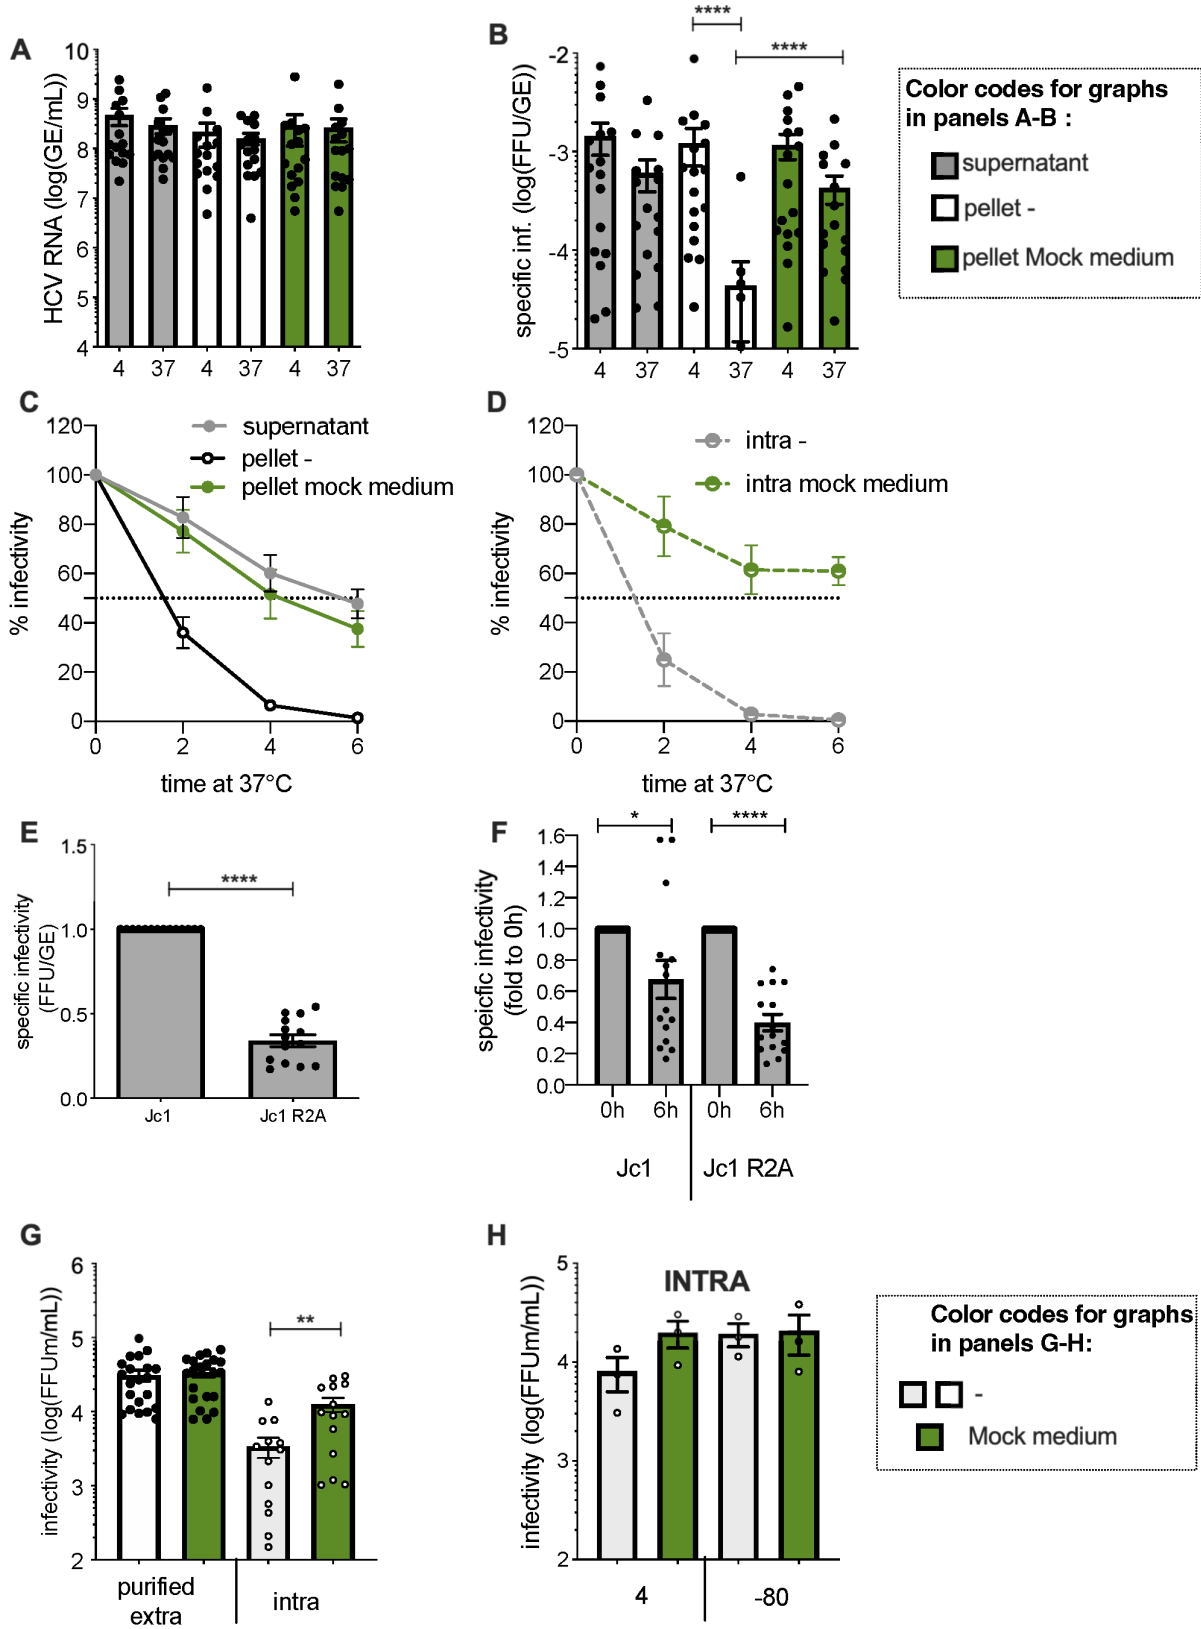 A
HCV RNA (log(GE/mL))
10
9
8
7
6
5
4
4 37 4 37 4 37
B
specific inf. (log(FFU/GE)
****
****
-2
-3
-4
-5
4 37 4 37 4 37
Color codes for graphs
in panels A-B :
supernatant
pellet -
pellet Mock medium
C
% infectivity
120
100
80
60
40
20
0
0 2 4 6
time at 37°C
supernatant
pellet -
pellet mock medium
D
% infectivity
120
100
80
60
40
20
0
0 2 4 6
time at 37°C
intra -
intra mock medium
E
specific infectivity
(FFU/GE)
1.5
1.0
0.5
0.0
****
Jc1 Jc1 R2A
F
speicfic infectivity
(fold to 0h)
1.6
1.4
1.2
1.0
0.8
0.6
0.4
0.2
0.0
* ****
0h 6h 0h 6h
Jc1 Jc1 R2A
G
infectivity (log(FFUm/mL))
6
5
4
3
2
**
purified
extra
intra
H
infectivity (log(FFUm/mL))
5
4
3
2
INTRA
4 -80
Color codes for graphs
in panels G-H:
-
Mock medium